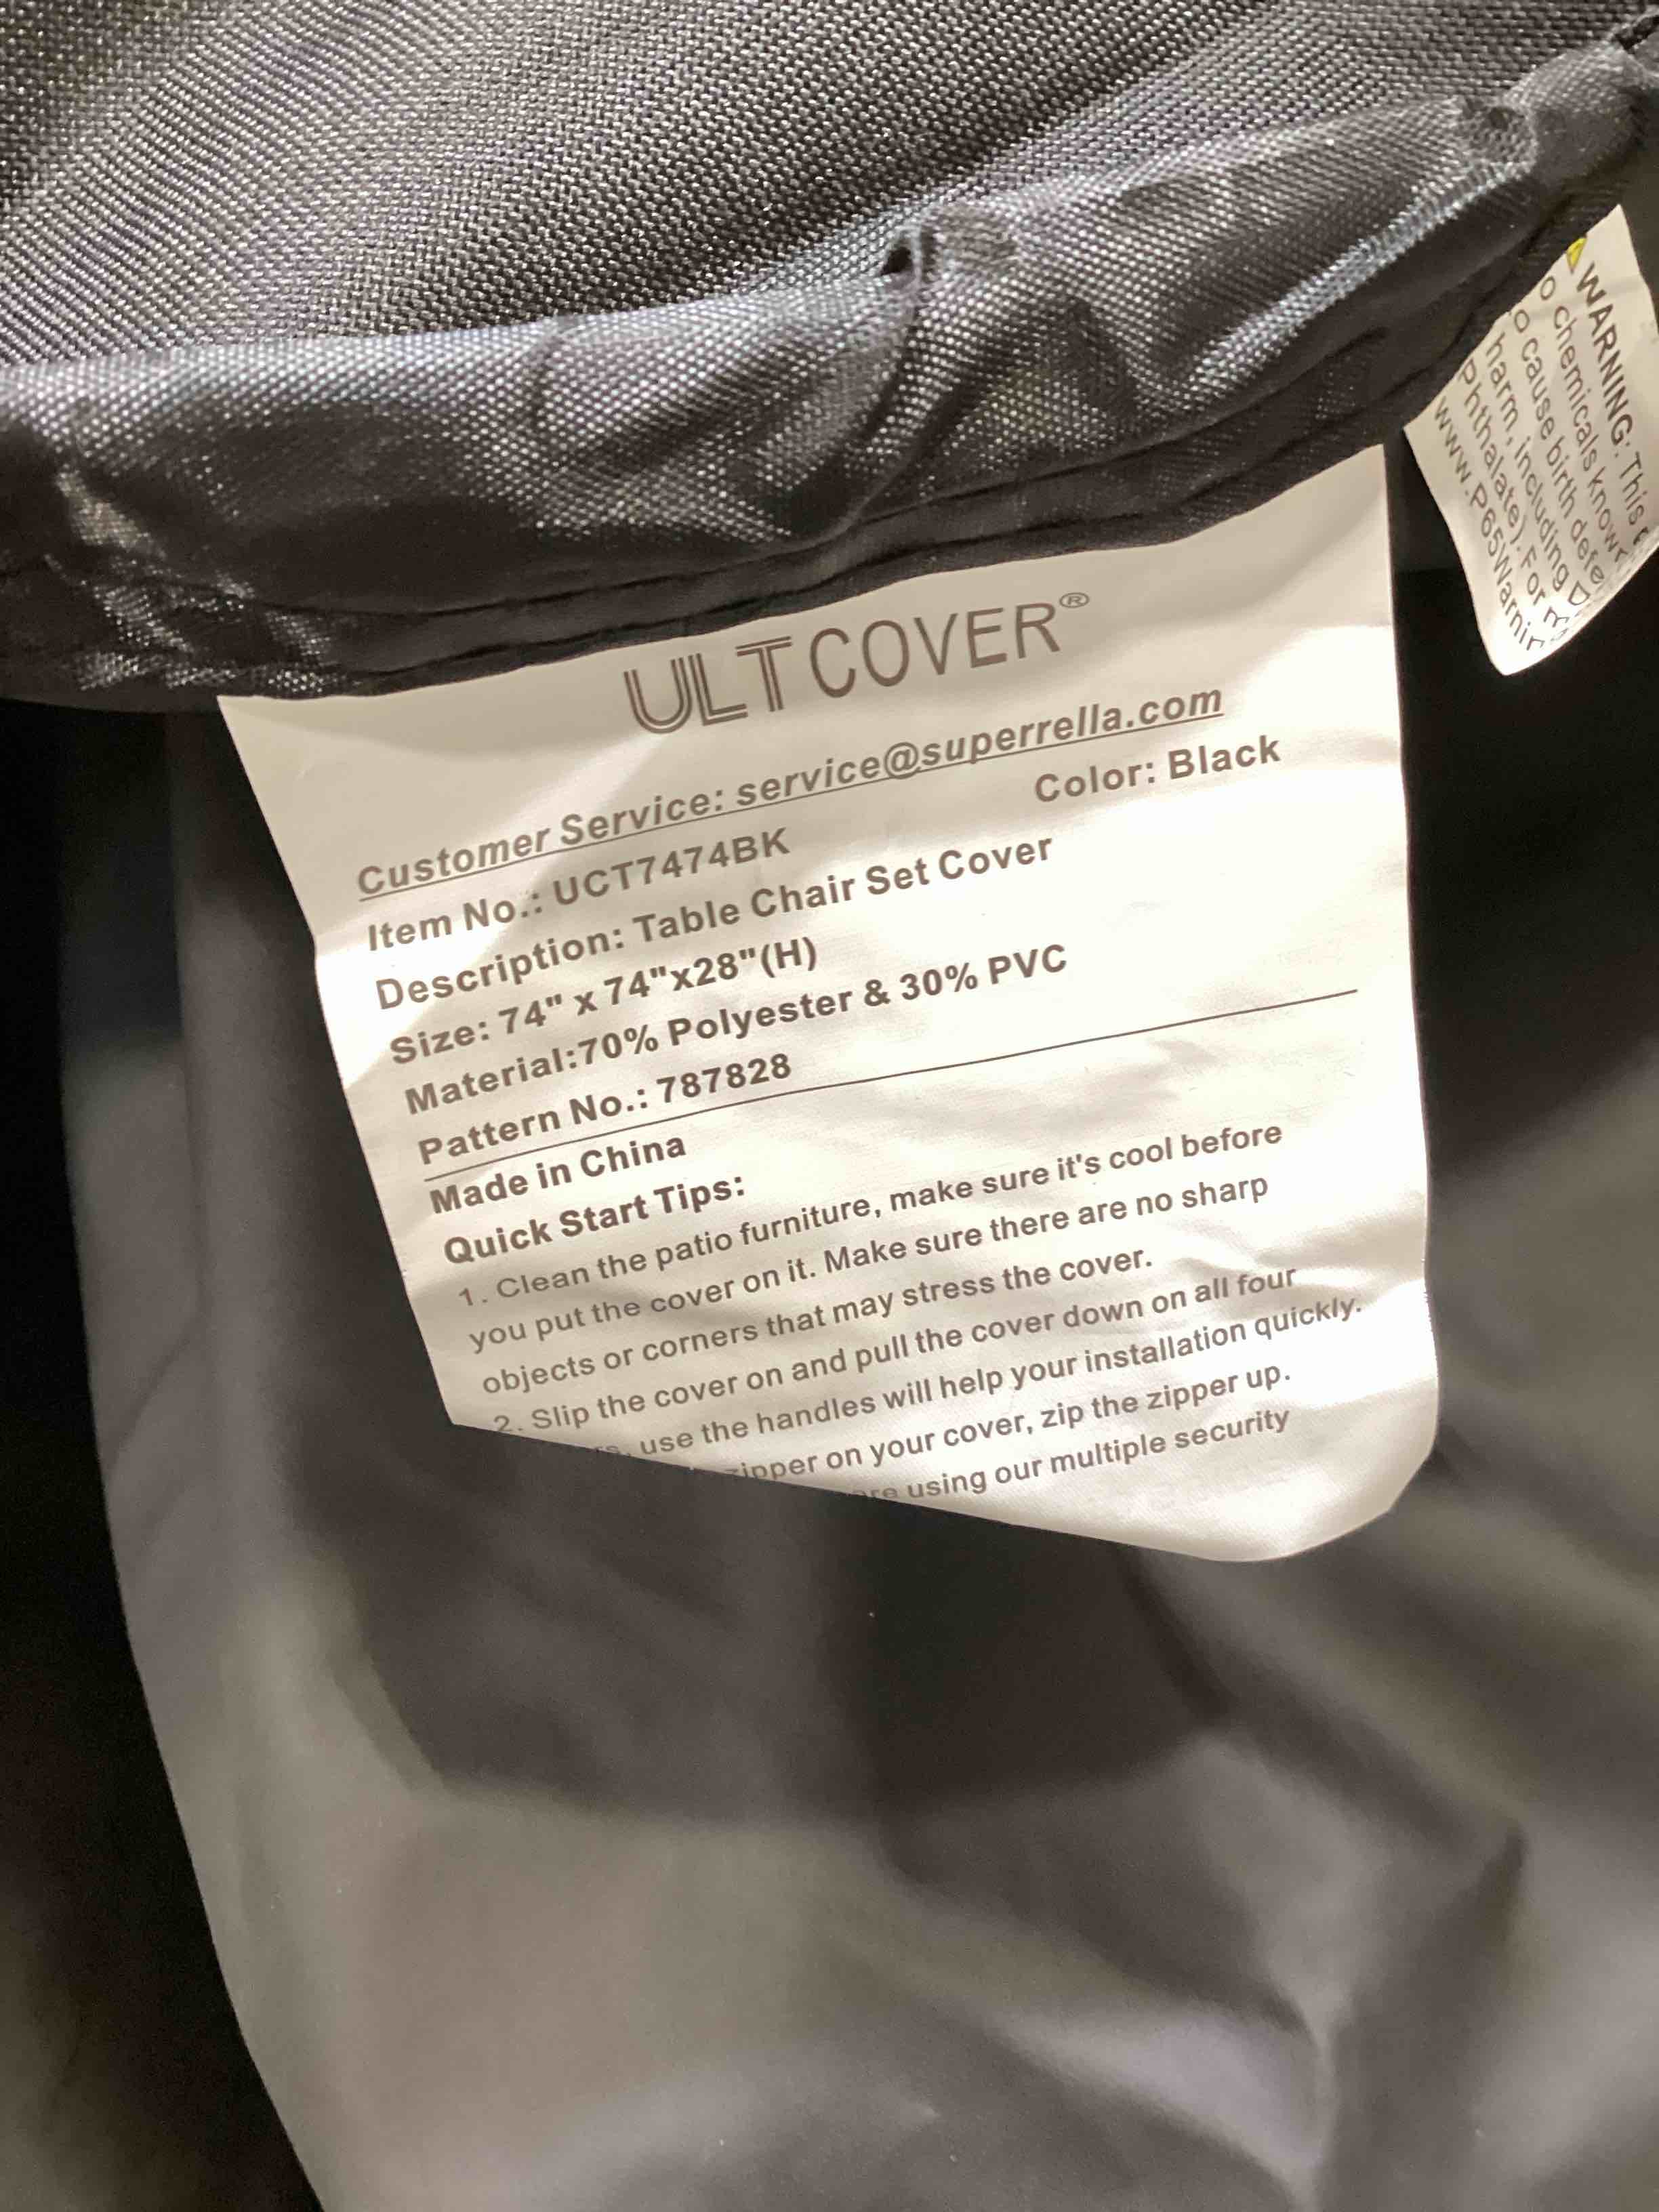 ULTCOVER®
Customer Service: service@superrella.com
Item No.: UCT7474BK Color: Black
Description: Table Chair Set Cover
Size: 74" x 74"x28"(H)
Material:70% Polyester & 30% PVC
Pattern No.: 787828
Made in China
Quick Start Tips:
1. Clean the patio furniture, make sure it's cool before
you put the cover on it. Make sure there are no sharp
objects or corners that may stress the cover.
2. Slip the cover on and pull the cover down on all four
use the handles will help your installation quickly.
on your cover, zip the zipper up.
using our multiple security
WARNING: This
chemicals known
cause birth
harm, including
Phthalate). For